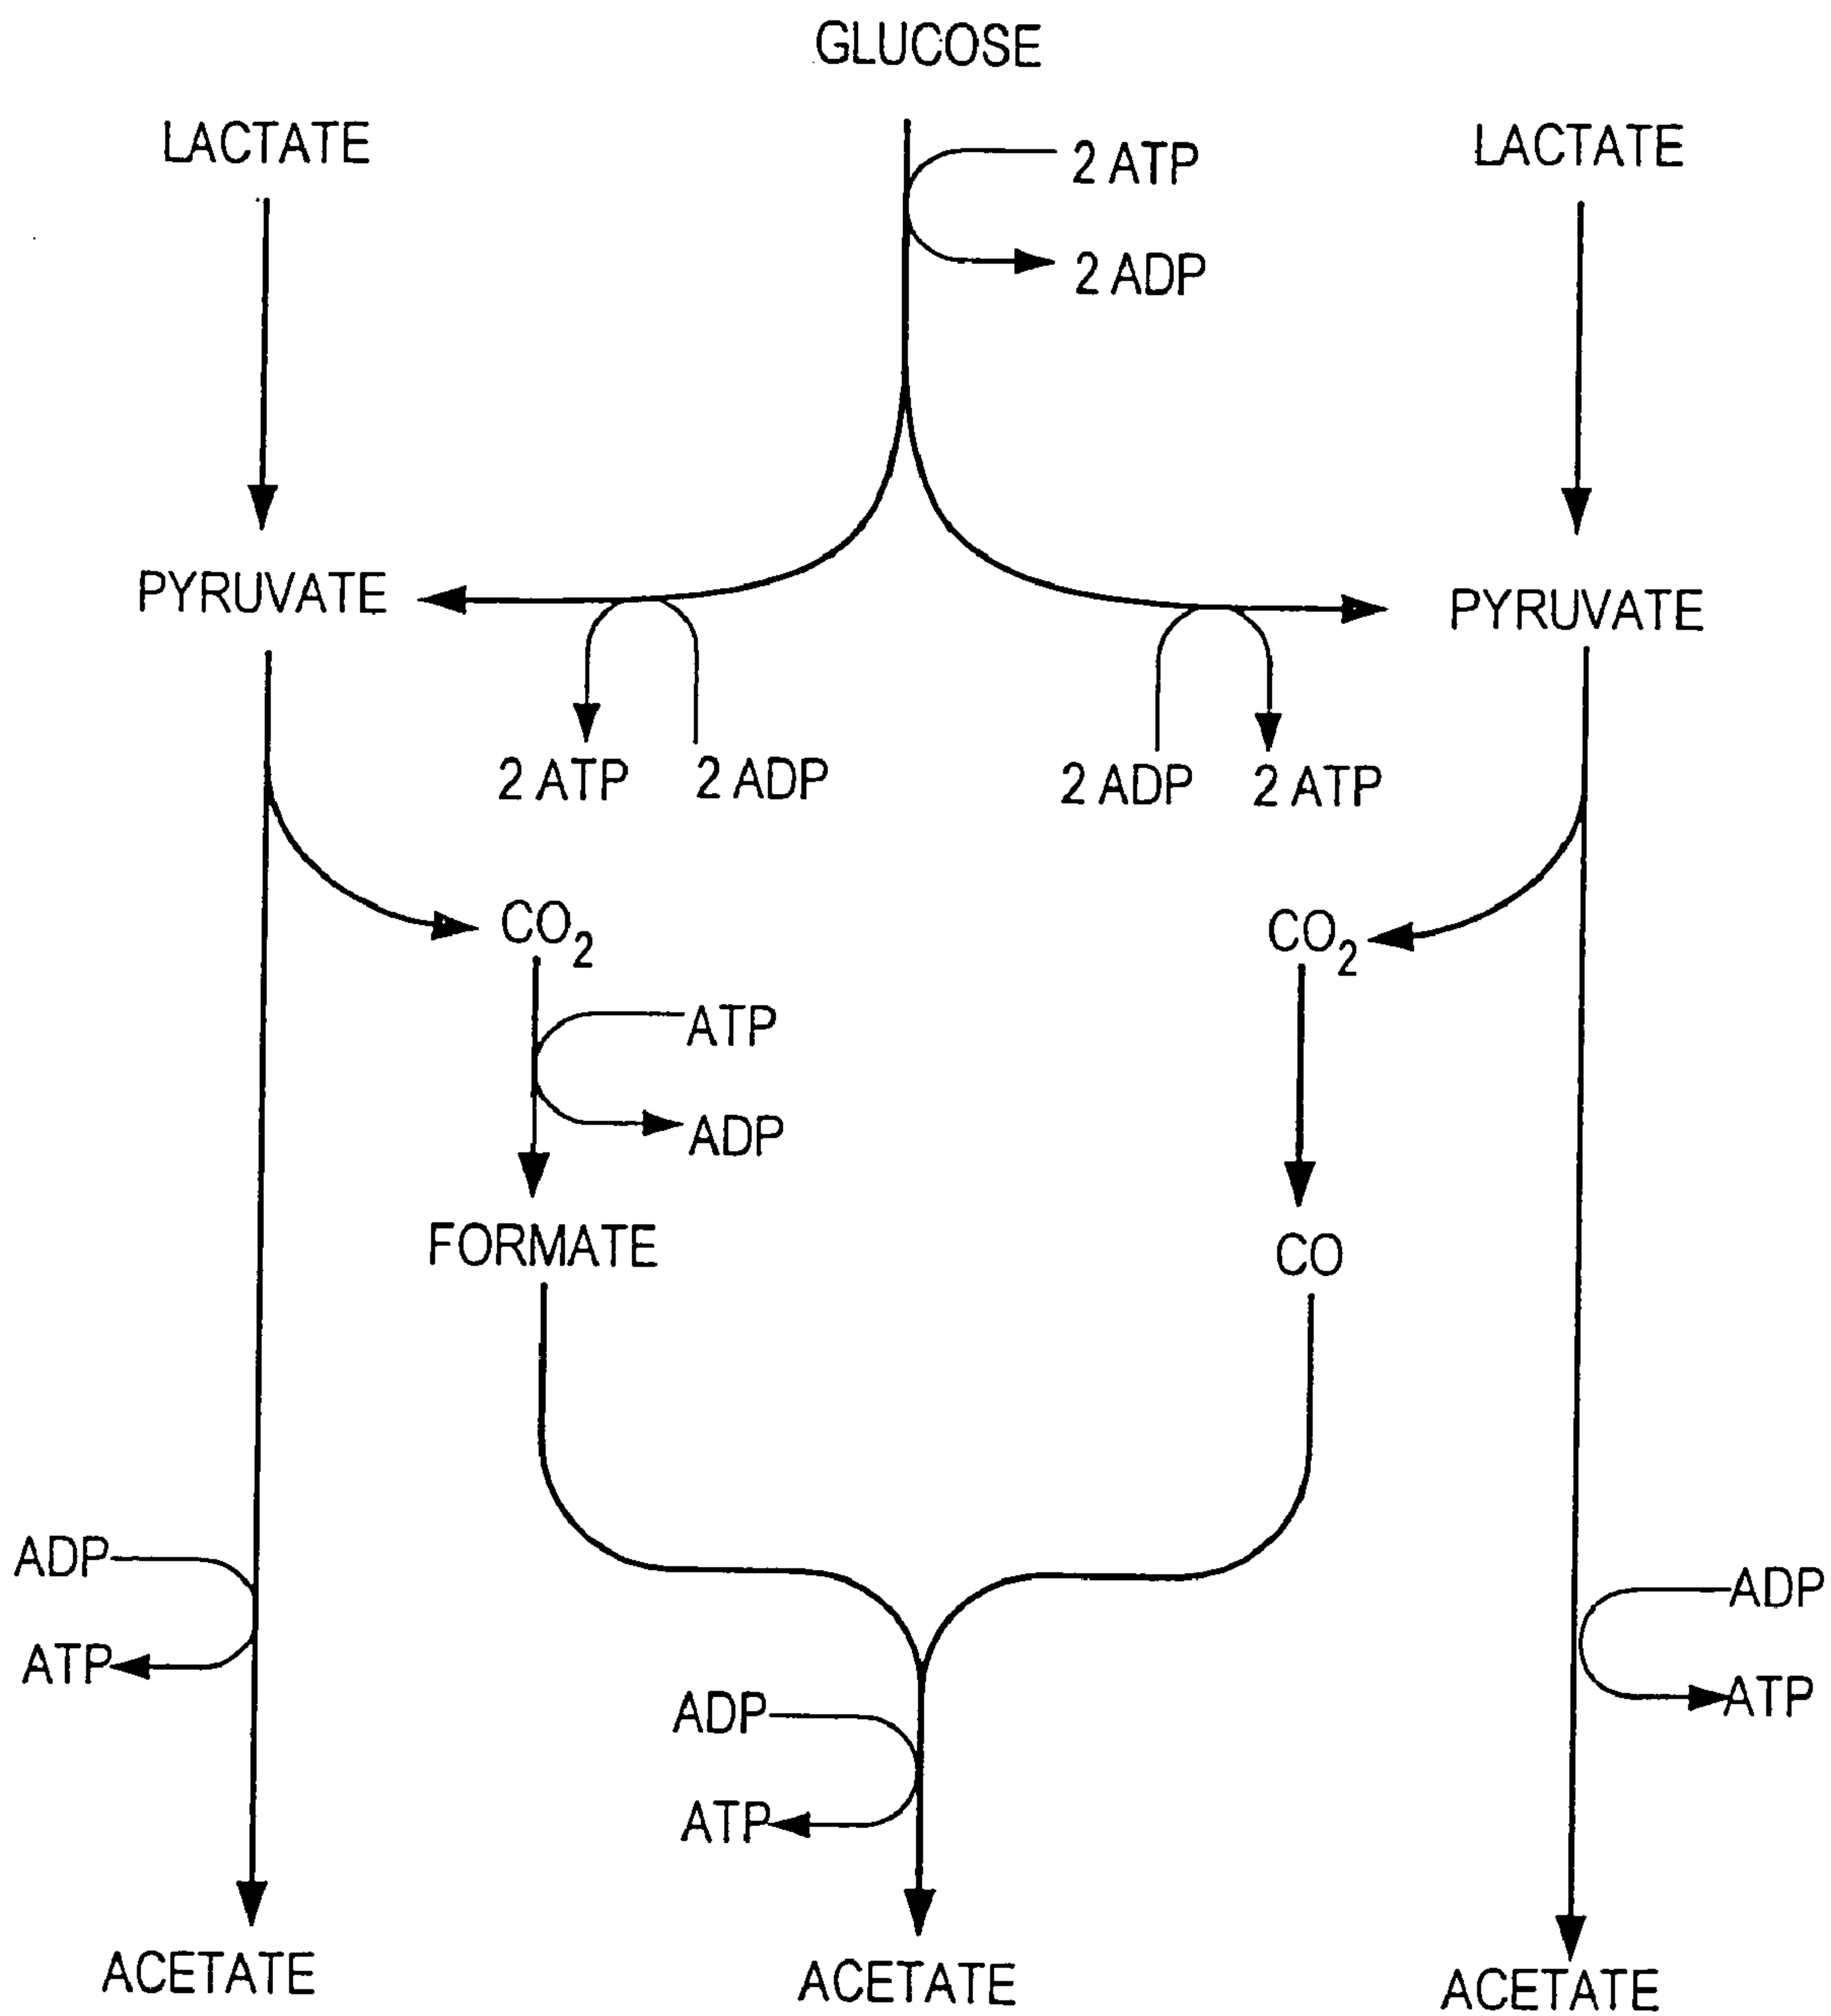 GLUCOSE
LACTATE
2 ATP
LACTATE
2 ADP
PYRUVATE
PYRUVATE
2 ATP
2 ADP
2 ADP
2 ATP
CO₂
CO₂
ATP
ADP
FORMATE
CO
ADP
ADP
ATP
ATP
ADP
ATP
ACETATE
ACETATE
ACETATE